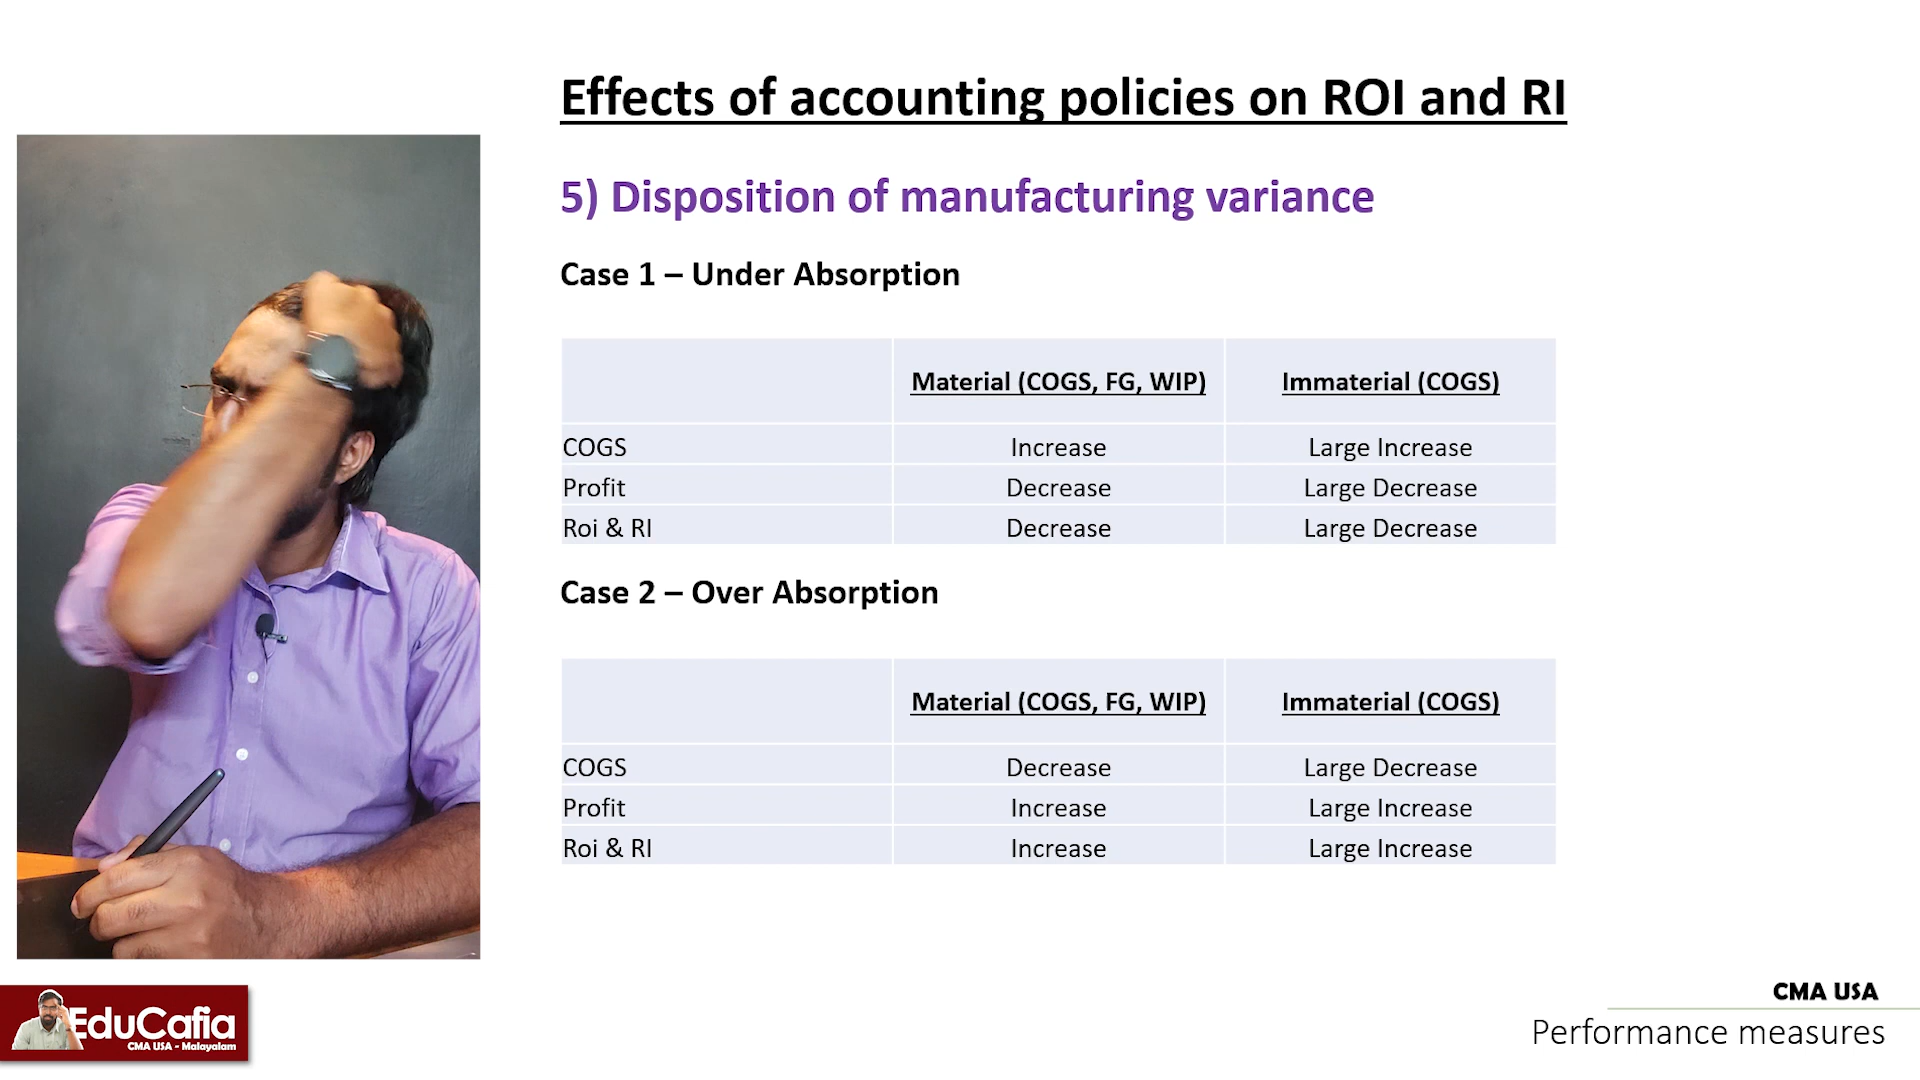 Effects of accounting policies on ROI and RI
5) Disposition of manufacturing variance
Case 1 – Under Absorption
Material (COGS, FG, WIP) Immaterial (COGS)
COGS Increase Large Increase
Profit Decrease Large Decrease
Roi & RI Decrease Large Decrease
Case 2 – Over Absorption
Material (COGS, FG, WIP) Immaterial (COGS)
COGS Decrease Large Decrease
Profit Increase Large Increase
Roi & RI Increase Large Increase
EduCafia
CMA USA - Malayalam
CMA USA
Performance measures